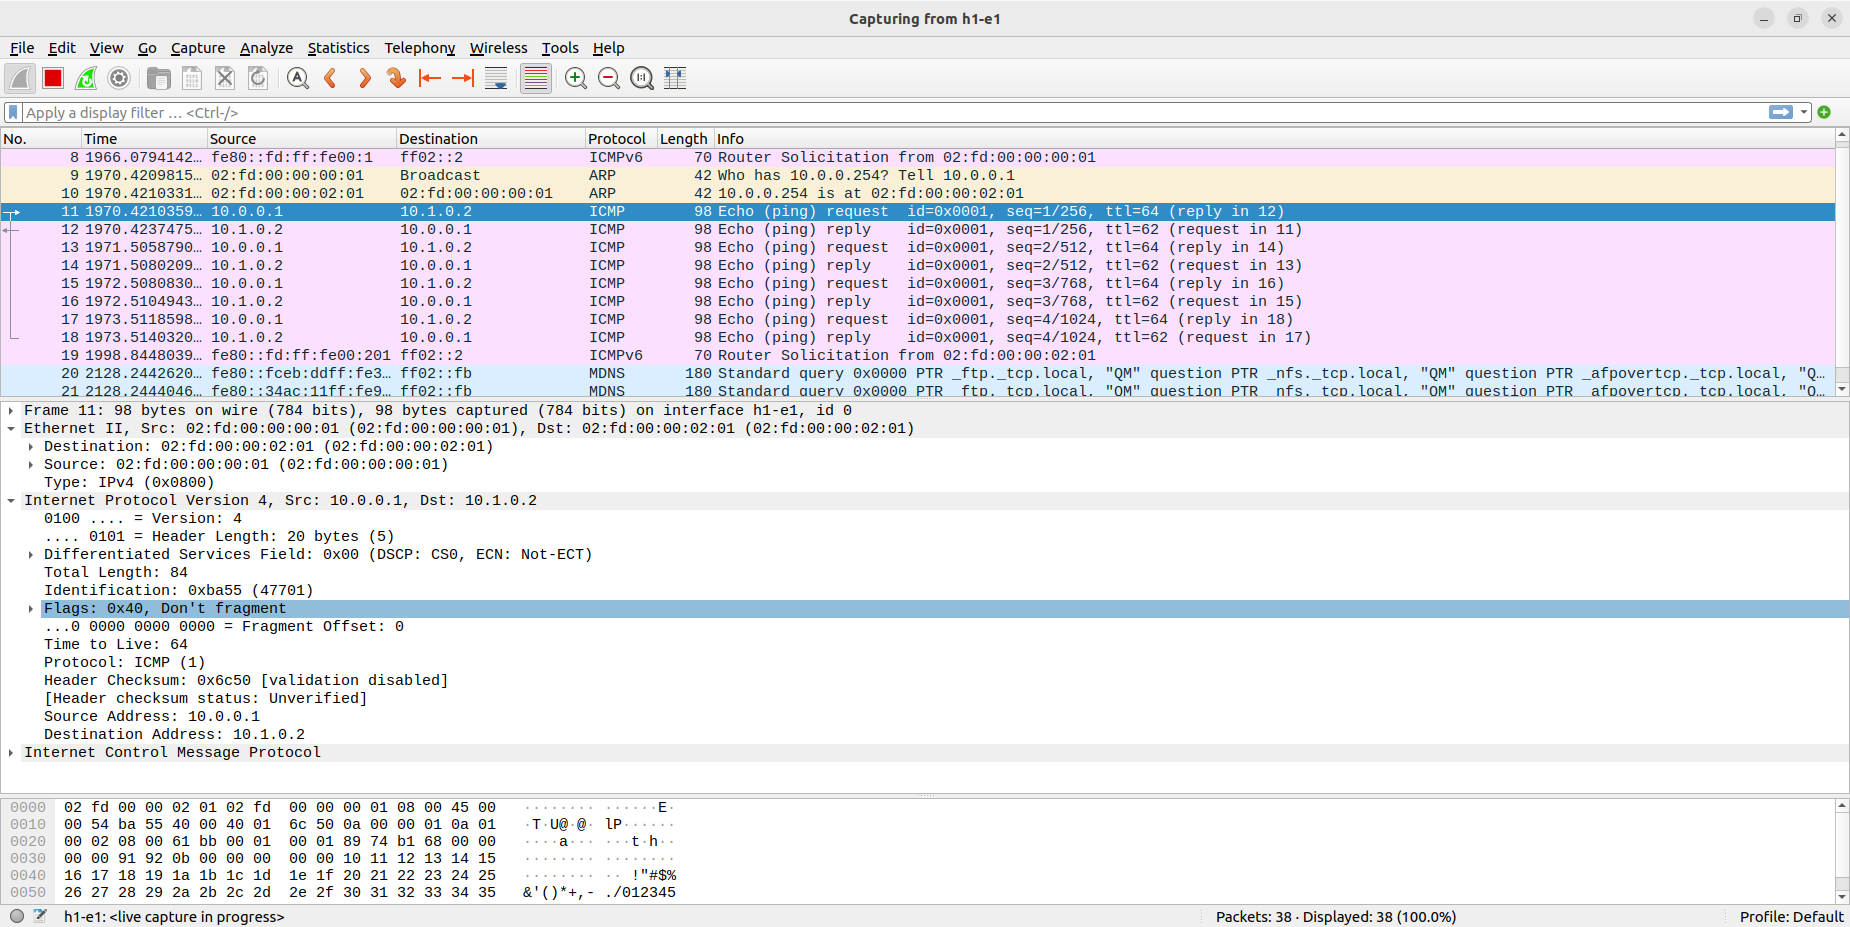 Capturing from h1-e1
File Edit View Go Capture Analyze Statistics Telephony Wireless Tools Help
Apply a display filter … <Ctrl-/>
No. Time Source Destination Protocol Length Info
8 1966.0794142… fe80::fd:ff:fe00:1 ff02::2 ICMPv6 70 Router Solicitation from 02:fd:00:00:00:01
9 1970.4209815… 02:fd:00:00:00:01 Broadcast ARP 42 Who has 10.0.0.254? Tell 10.0.0.1
10 1970.4210331… 02:fd:00:00:02:01 02:fd:00:00:00:01 ARP 42 10.0.0.254 is at 02:fd:00:00:02:01
11 1970.4210359… 10.0.0.1 10.1.0.2 ICMP 98 Echo (ping) request id=0x0001, seq=1/256, ttl=64 (reply in 12)
12 1970.4237475… 10.1.0.2 10.0.0.1 ICMP 98 Echo (ping) reply id=0x0001, seq=1/256, ttl=62 (request in 11)
13 1971.5058790… 10.0.0.1 10.1.0.2 ICMP 98 Echo (ping) request id=0x0001, seq=2/512, ttl=64 (reply in 14)
14 1971.5080209… 10.1.0.2 10.0.0.1 ICMP 98 Echo (ping) reply id=0x0001, seq=2/512, ttl=62 (request in 13)
15 1972.5080830… 10.0.0.1 10.1.0.2 ICMP 98 Echo (ping) request id=0x0001, seq=3/768, ttl=64 (reply in 16)
16 1972.5104943… 10.1.0.2 10.0.0.1 ICMP 98 Echo (ping) reply id=0x0001, seq=3/768, ttl=62 (request in 15)
17 1973.5118598… 10.0.0.1 10.1.0.2 ICMP 98 Echo (ping) request id=0x0001, seq=4/1024, ttl=64 (reply in 18)
18 1973.5140320… 10.1.0.2 10.0.0.1 ICMP 98 Echo (ping) reply id=0x0001, seq=4/1024, ttl=62 (request in 17)
19 1998.8448039… fe80::fd:ff:fe00:201 ff02::2 ICMPv6 70 Router Solicitation from 02:fd:00:00:02:01
20 2128.2442620… fe80::fceb:ddff:fe3… ff02::fb MDNS 180 Standard query 0x0000 PTR _ftp._tcp.local, "QM" question PTR _nfs._tcp.local, "QM" question PTR _afpovertcp._tcp.local, "Q…
21 2128.2444046… fe80::34ac:11ff:fe9… ff02::fb MDNS 180 Standard query 0x0000 PTR _ftp._tcp.local, "QM" question PTR _nfs._tcp.local, "QM" question PTR _afpovertcp._tcp.local, "Q…
Frame 11: 98 bytes on wire (784 bits), 98 bytes captured (784 bits) on interface h1-e1, id 0
Ethernet II, Src: 02:fd:00:00:00:01 (02:fd:00:00:00:01), Dst: 02:fd:00:00:02:01 (02:fd:00:00:02:01)
Destination: 02:fd:00:00:02:01 (02:fd:00:00:02:01)
Source: 02:fd:00:00:00:01 (02:fd:00:00:00:01)
Type: IPv4 (0x0800)
Internet Protocol Version 4, Src: 10.0.0.1, Dst: 10.1.0.2
0100 .... = Version: 4
.... 0101 = Header Length: 20 bytes (5)
Differentiated Services Field: 0x00 (DSCP: CS0, ECN: Not-ECT)
Total Length: 84
Identification: 0xba55 (47701)
Flags: 0x40, Don't fragment
...0 0000 0000 0000 = Fragment Offset: 0
Time to Live: 64
Protocol: ICMP (1)
Header Checksum: 0x6c50 [validation disabled]
[Header checksum status: Unverified]
Source Address: 10.0.0.1
Destination Address: 10.1.0.2
Internet Control Message Protocol
0000 02 fd 00 00 02 01 02 fd 00 00 00 01 08 00 45 00 ········ ······E·
0010 00 54 ba 55 40 00 40 01 6c 50 0a 00 00 01 0a 01 ·T·U@·@· lP······
0020 00 02 08 00 61 bb 00 01 00 01 89 74 b1 68 00 00 ····a··· ···t·h··
0030 00 00 91 92 0b 00 00 00 00 00 10 11 12 13 14 15 ········ ········
0040 16 17 18 19 1a 1b 1c 1d 1e 1f 20 21 22 23 24 25 ········ ·· !"#$%
0050 26 27 28 29 2a 2b 2c 2d 2e 2f 30 31 32 33 34 35 &'()*+,- ./012345
h1-e1: <live capture in progress> Packets: 38 · Displayed: 38 (100.0%) Profile: Default